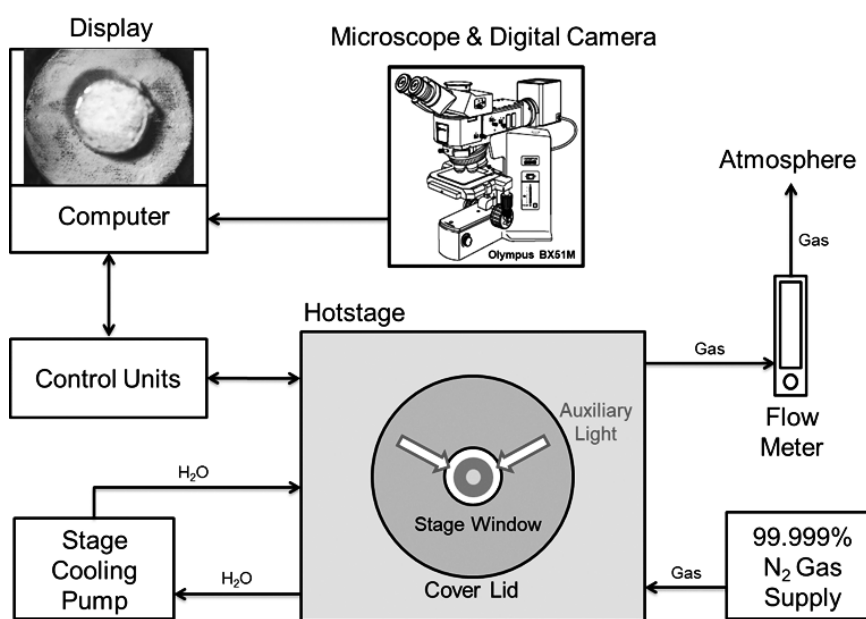 Display
Microscope & Digital Camera
Computer
Olympus BX51M
Atmosphere
Gas
Hotstage
Control Units
Gas
Auxiliary
Light
Flow
Meter
H₂O
Stage Window
Stage
Cooling
Pump
H₂O
Cover Lid
Gas
99.999%
N₂ Gas
Supply